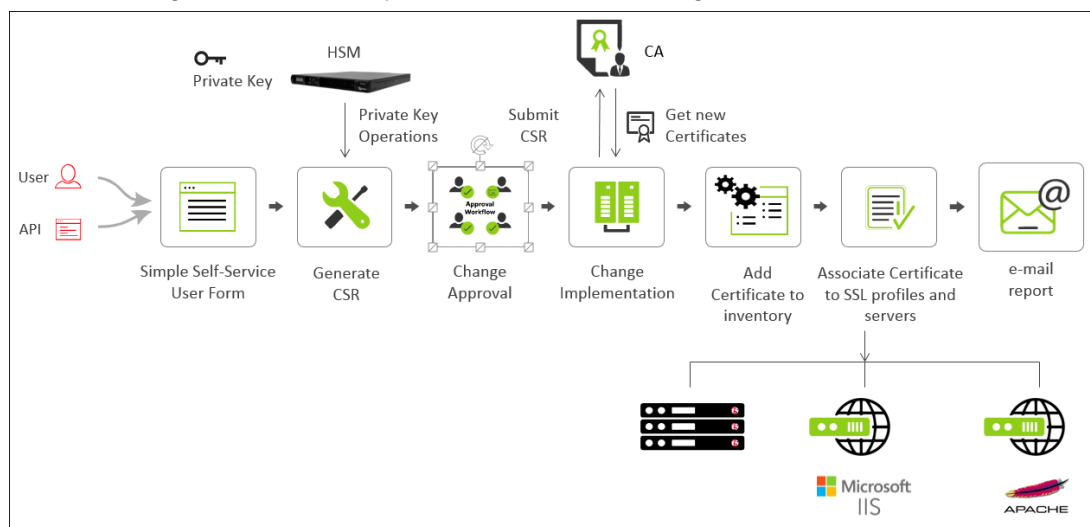 HSM
Private Key
CA
Private Key
Operations
Submit
CSR
Get new
Certificates
User
API
Approval
Workflow
@
Simple Self-Service
User Form
Generate
CSR
Change
Approval
Change
Implementation
Add
Certificate to
inventory
Associate Certificate
to SSL profiles and
servers
e-mail
report
Microsoft
IIS
APACHE